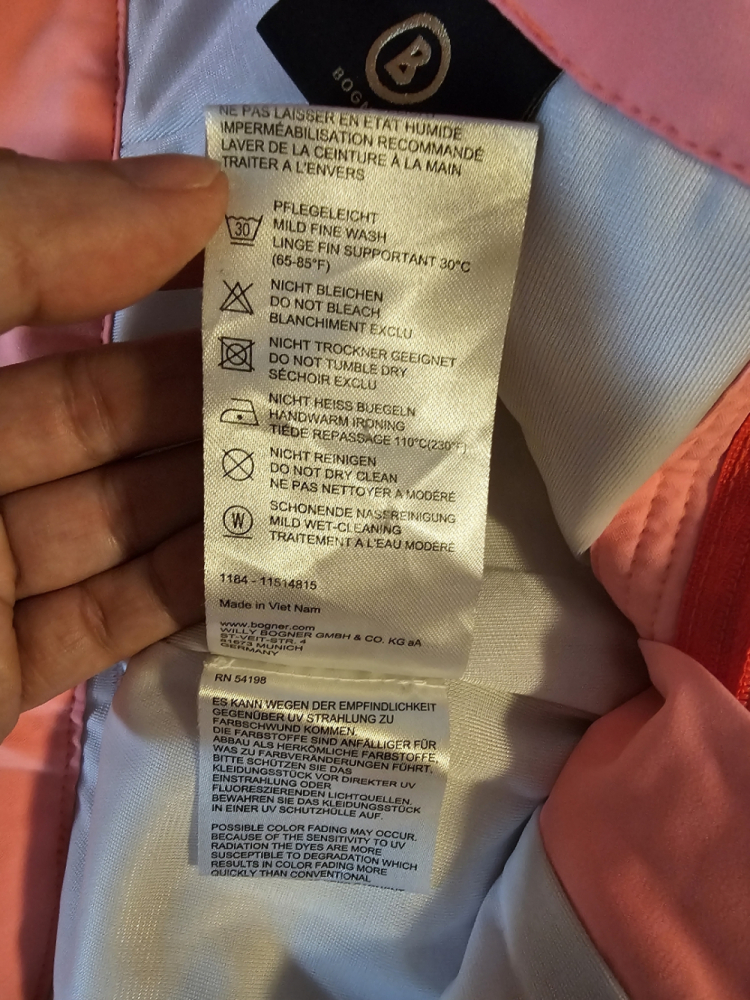 B
BOGN
NE PAS LAISSER EN ETAT HUMIDE
IMPERMÉABILISATION RECOMMANDÉ
LAVER DE LA CEINTURE À LA MAIN
TRAITER A L'ENVERS
30
PFLEGELEICHT
MILD FINE WASH
LINGE FIN SUPPORTANT 30°C
(65-85°F)
NICHT BLEICHEN
DO NOT BLEACH
BLANCHIMENT EXCLU
NICHT TROCKNER GEEIGNET
DO NOT TUMBLE DRY
SÉCHOIR EXCLU
NICHT HEISS BUEGELN
HANDWARM IRONING
TIÉDE REPASSAGE 110°C(230°F)
NICHT REINIGEN
DO NOT DRY CLEAN
NE PAS NETTOYER A MODÉRÉ
W
SCHONENDE NASSREINIGUNG
MILD WET-CLEANING
TRAITEMENT A L'EAU MODÉRÉ
1184 - 11514815
Made in Viet Nam
www.bogner.com
WILLY BOGNER GMBH & CO. KG aA
ST-VEIT-STR. 4
81673 MUNICH
GERMANY
RN 54198
ES KANN WEGEN DER EMPFINDLICHKEIT
GEGENÜBER UV STRAHLUNG ZU
FARBSCHWUND KOMMEN.
DIE FARBSTOFFE SIND ANFÄLLIGER FÜR
ABBAU ALS HERKÖMLICHE FARBSTOFFE,
WAS ZU FARBVERÄNDERUNGEN FÜHRT,
BITTE SCHÜTZEN SIE DAS
KLEIDUNGSSTÜCK VOR DIREKTER UV
EINSTRAHLUNG ODER
FLUORESZIERENDEN LICHTQUELLEN.
BEWAHREN SIE DAS KLEIDUNGSSTÜCK
IN EINER UV SCHUTZHÜLLE AUF.
POSSIBLE COLOR FADING MAY OCCUR.
BECAUSE OF THE SENSITIVITY TO UV
RADIATION THE DYES ARE MORE
SUSCEPTIBLE TO DEGRADATION WHICH
RESULTS IN COLOR FADING MORE
QUICKLY THAN CONVENTIONAL